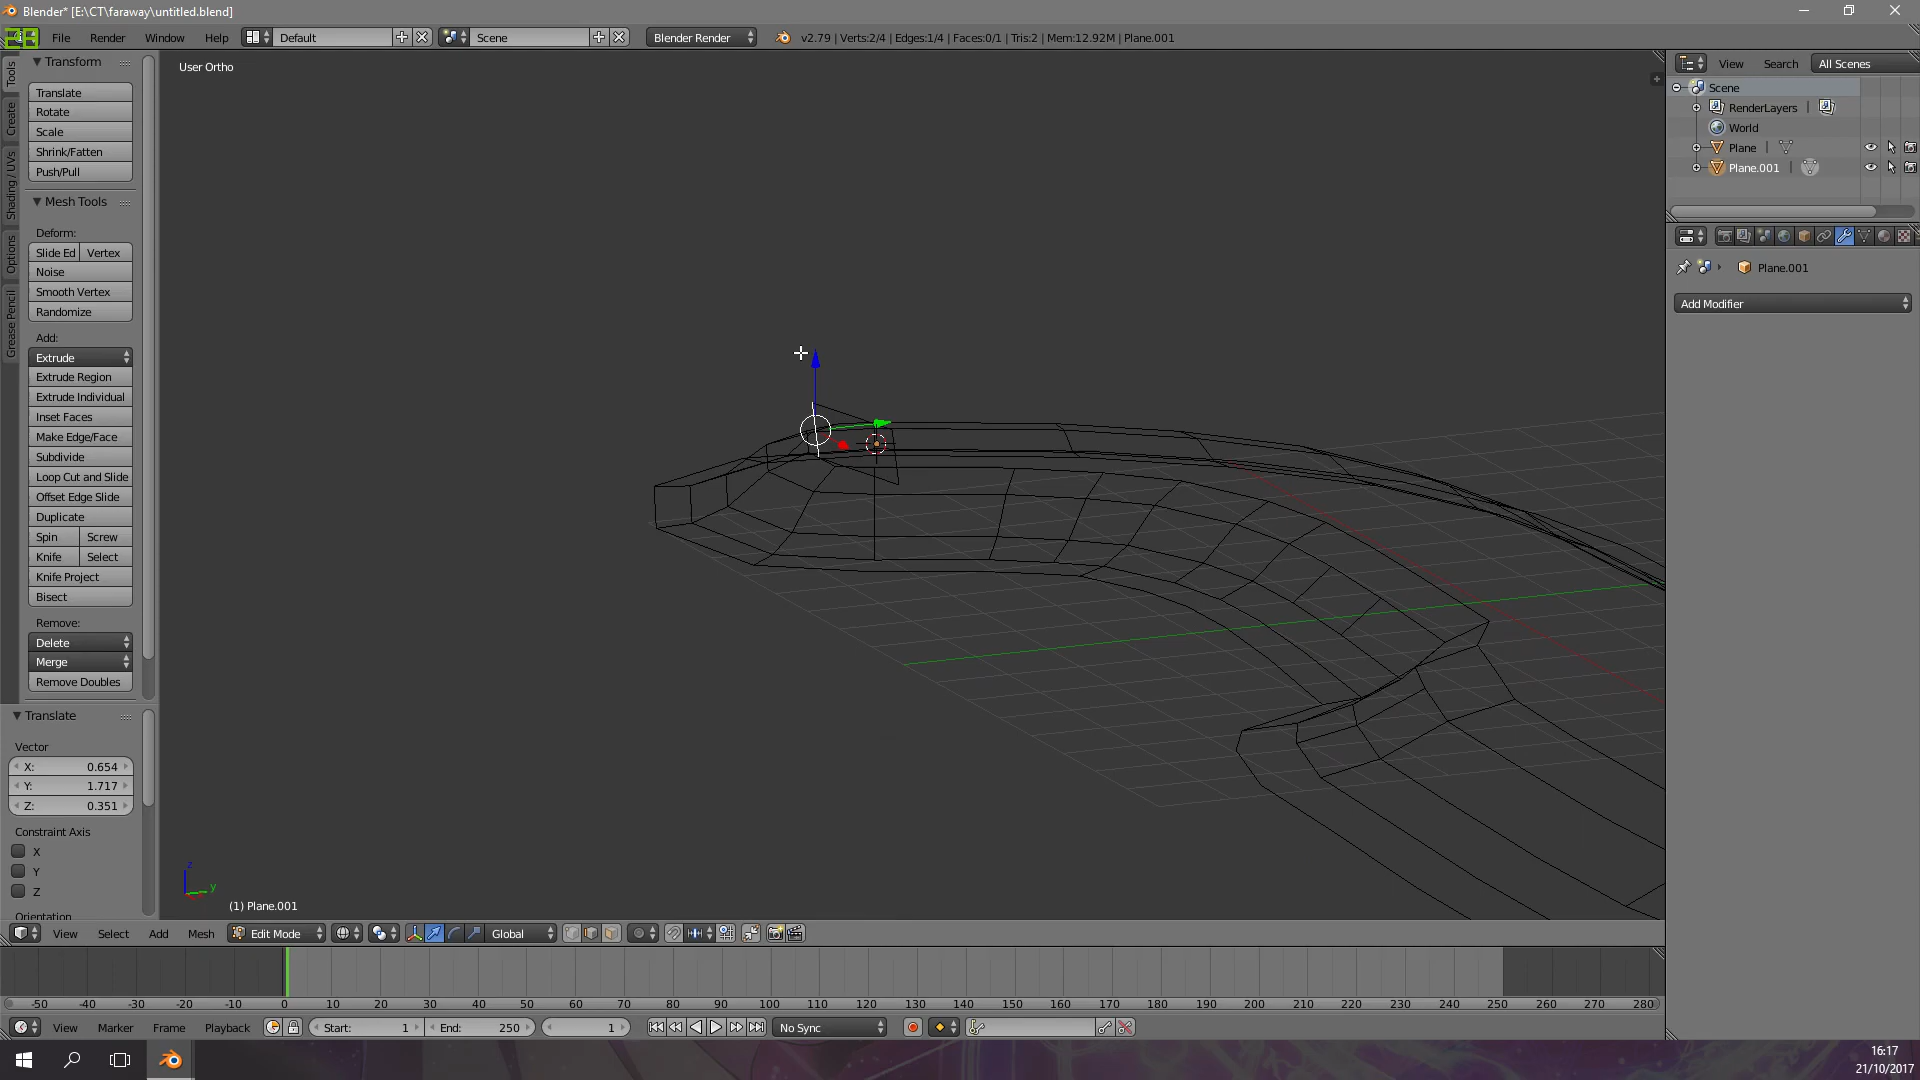 Blender* [E:\CT\faraway\untitled.blend]
File Render Window Help Default Scene Blender Render v2.79 | Verts:2/4 | Edges:1/4 | Faces:0/1 | Tris:2 | Mem:12.92M | Plane.001
Tools
Create
Shading / UVs
Options
Grease Pencil
Transform
Translate
Rotate
Scale
Shrink/Fatten
Push/Pull
Mesh Tools
Deform:
Slide Ed Vertex
Noise
Smooth Vertex
Randomize
Add:
Extrude
Extrude Region
Extrude Individual
Inset Faces
Make Edge/Face
Subdivide
Loop Cut and Slide
Offset Edge Slide
Duplicate
Spin Screw
Knife Select
Knife Project
Bisect
Remove:
Delete
Merge
Remove Doubles
Translate
Vector
X: 0.654
Y: 1.717
Z: 0.351
Constraint Axis
X
Y
Z
Orientation
User Ortho
z
y
(1) Plane.001
View Search All Scenes
Scene
RenderLayers
World
Plane
Plane.001
Plane.001
Add Modifier
View Select Add Mesh Edit Mode Global
-50 -40 -30 -20 -10 0 10 20 30 40 50 60 70 80 90 100 110 120 130 140 150 160 170 180 190 200 210 220 230 240 250 260 270 280
View Marker Frame Playback Start: 1 End: 250 1 No Sync
16:17
21/10/2017